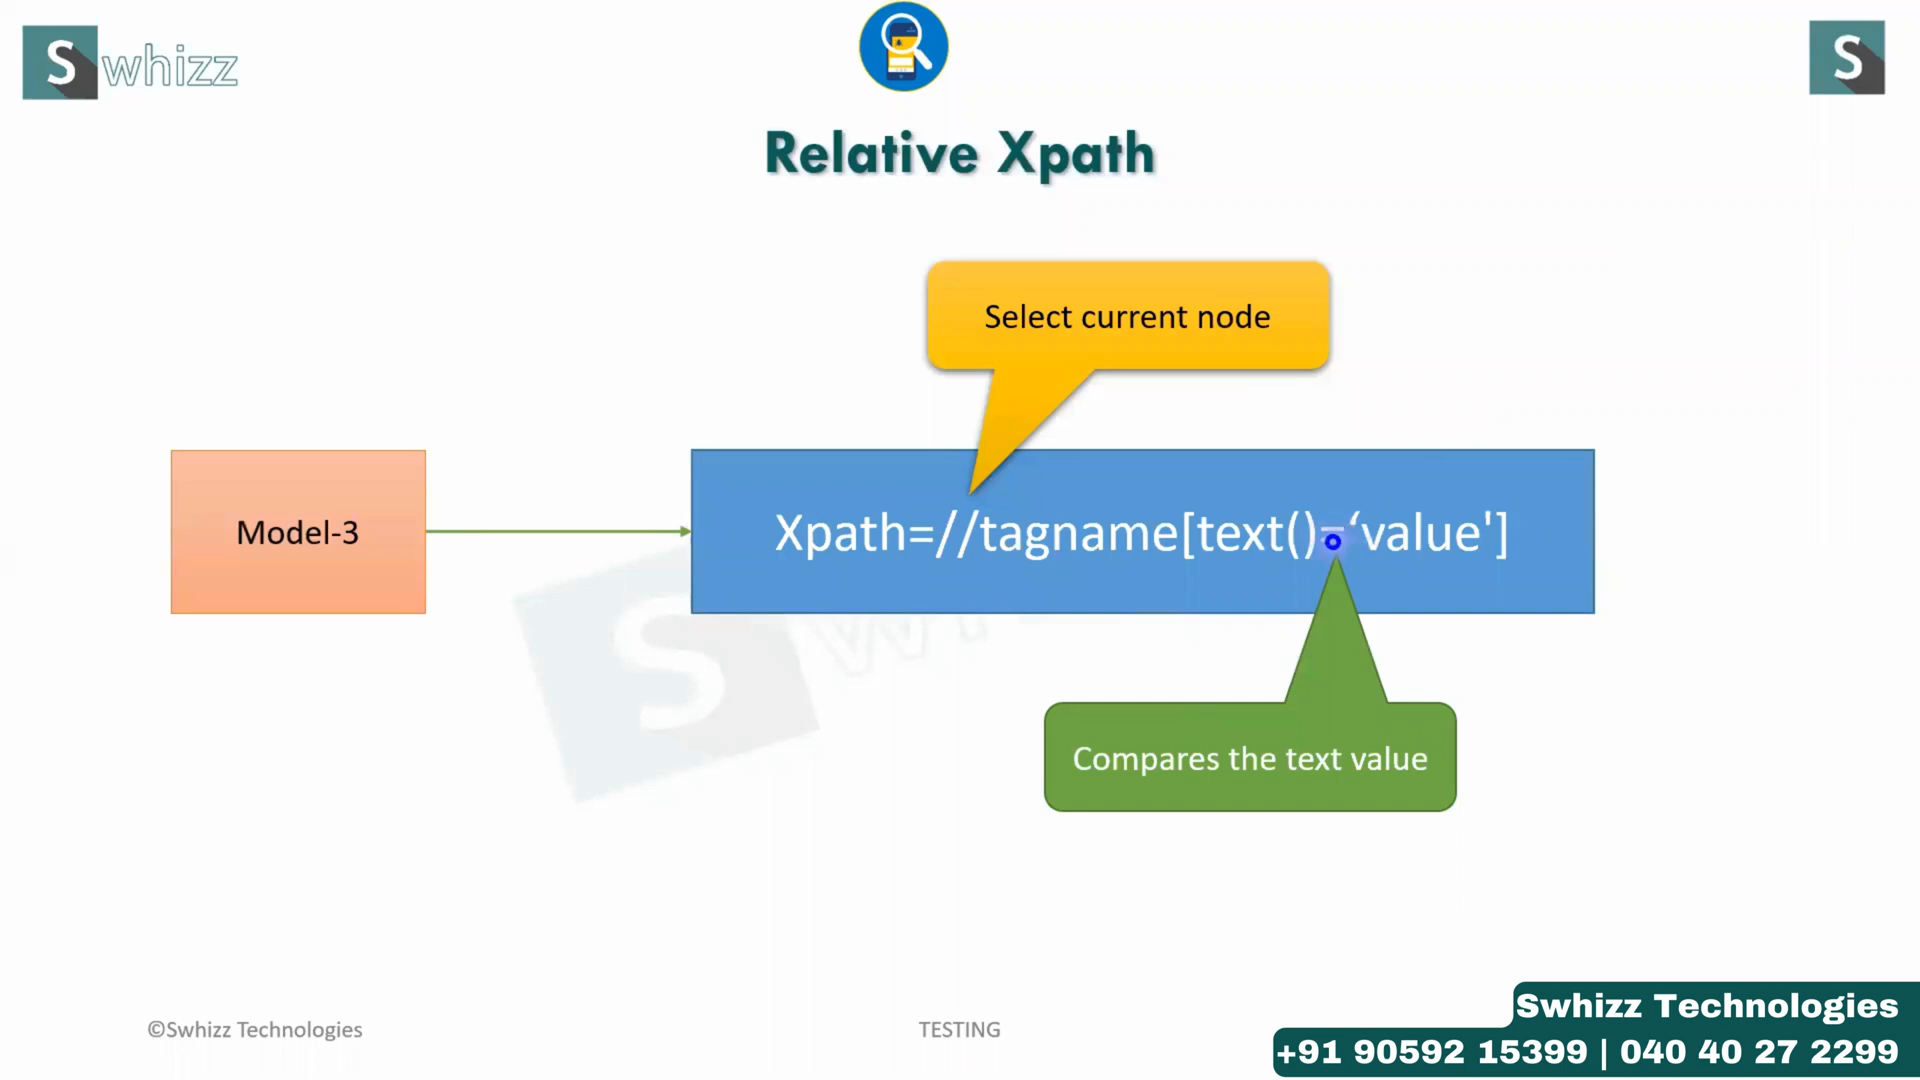 S whizz
S
Relative Xpath
Select current node
Model-3
Xpath=//tagname[text()=‘value']
Compares the text value
©Swhizz Technologies
TESTING
Swhizz Technologies
+91 90592 15399 | 040 40 27 2299